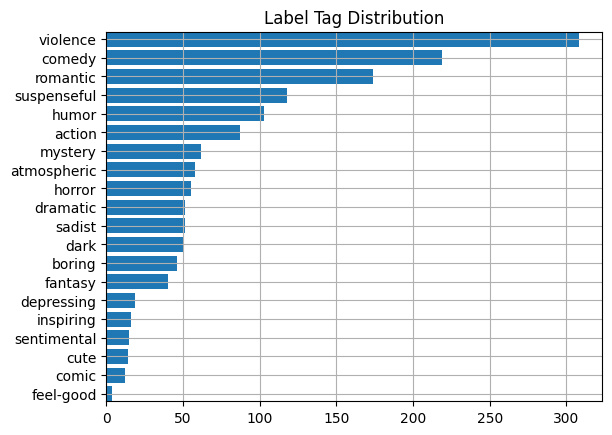 Label Tag Distribution
violence
comedy
romantic
suspenseful
humor
action
mystery
atmospheric
horror
dramatic
sadist
dark
boring
fantasy
depressing
inspiring
sentimental
cute
comic
feel-good
0 50 100 150 200 250 300